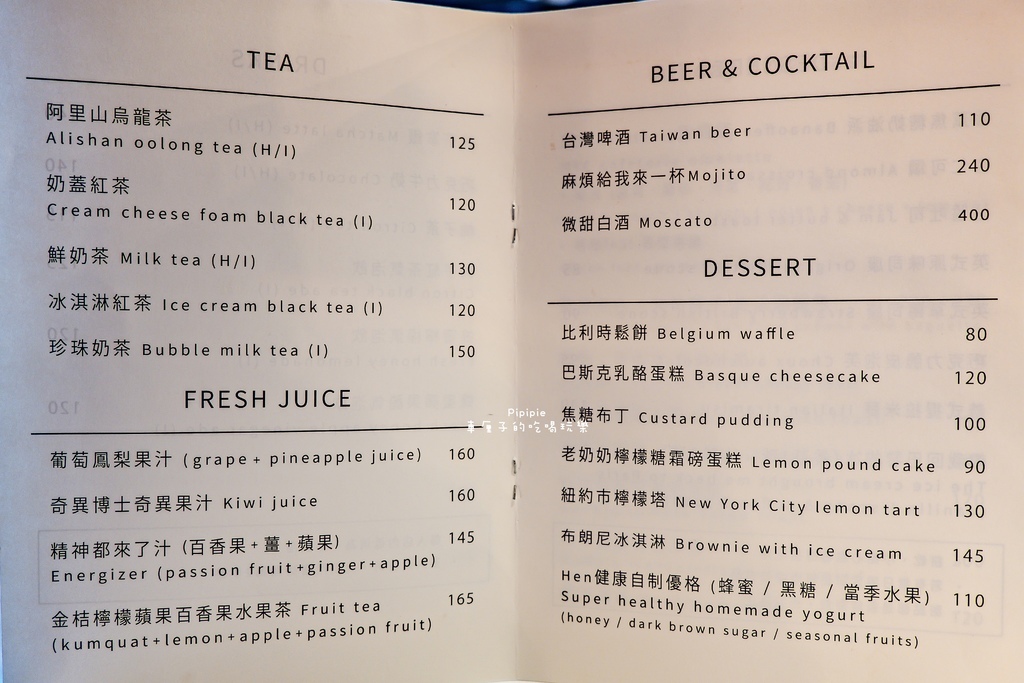 TEA
阿里山烏龍茶
Alishan oolong tea (H/I) 125
奶蓋紅茶
Cream cheese foam black tea (I) 120
鮮奶茶 Milk tea (H/I) 130
冰淇淋紅茶 Ice cream black tea (I) 120
珍珠奶茶 Bubble milk tea (I) 150
FRESH JUICE
葡萄鳳梨果汁 (grape+ pineapple juice) 160
奇異博士奇異果汁 Kiwi juice 160
精神都來了汁 (百香果+薑+蘋果) 145
Energizer (passion fruit+ginger+apple)
金桔檸檬蘋果百香果水果茶 Fruit tea 165
(kumquat+lemon+apple+passion fruit)
BEER & COCKTAIL
台灣啤酒 Taiwan beer 110
麻煩給我來一杯Mojito 240
微甜白酒 Moscato 400
DESSERT
比利時鬆餅 Belgium waffle 80
巴斯克乳酪蛋糕 Basque cheesecake 120
焦糖布丁 Custard pudding 100
老奶奶檸檬糖霜磅蛋糕 Lemon pound cake 90
紐約市檸檬塔 New York City lemon tart 130
布朗尼冰淇淋 Brownie with ice cream 145
Hen健康自制優格 (蜂蜜 / 黑糖 / 當季水果) 110
Super healthy homemade yogurt
(honey / dark brown sugar / seasonal fruits)
Pipipie
的吃喝玩樂